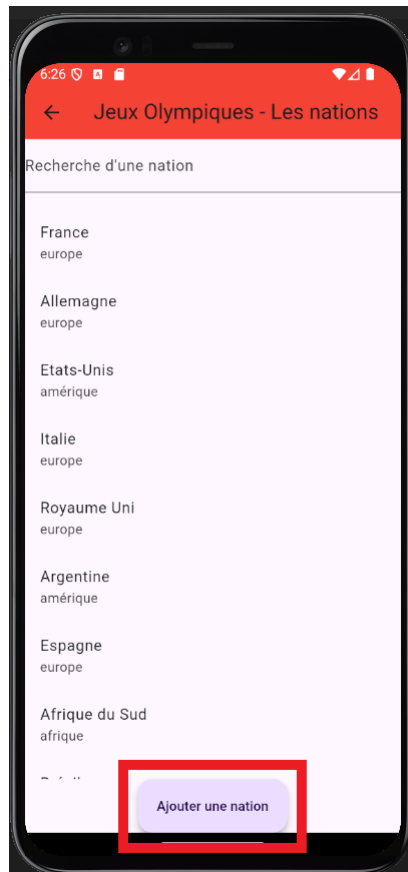 6:26
Jeux Olympiques - Les nations
Recherche d'une nation
France
europe
Allemagne
europe
Etats-Unis
amérique
Italie
europe
Royaume Uni
europe
Argentine
amérique
Espagne
europe
Afrique du Sud
afrique
Ajouter une nation